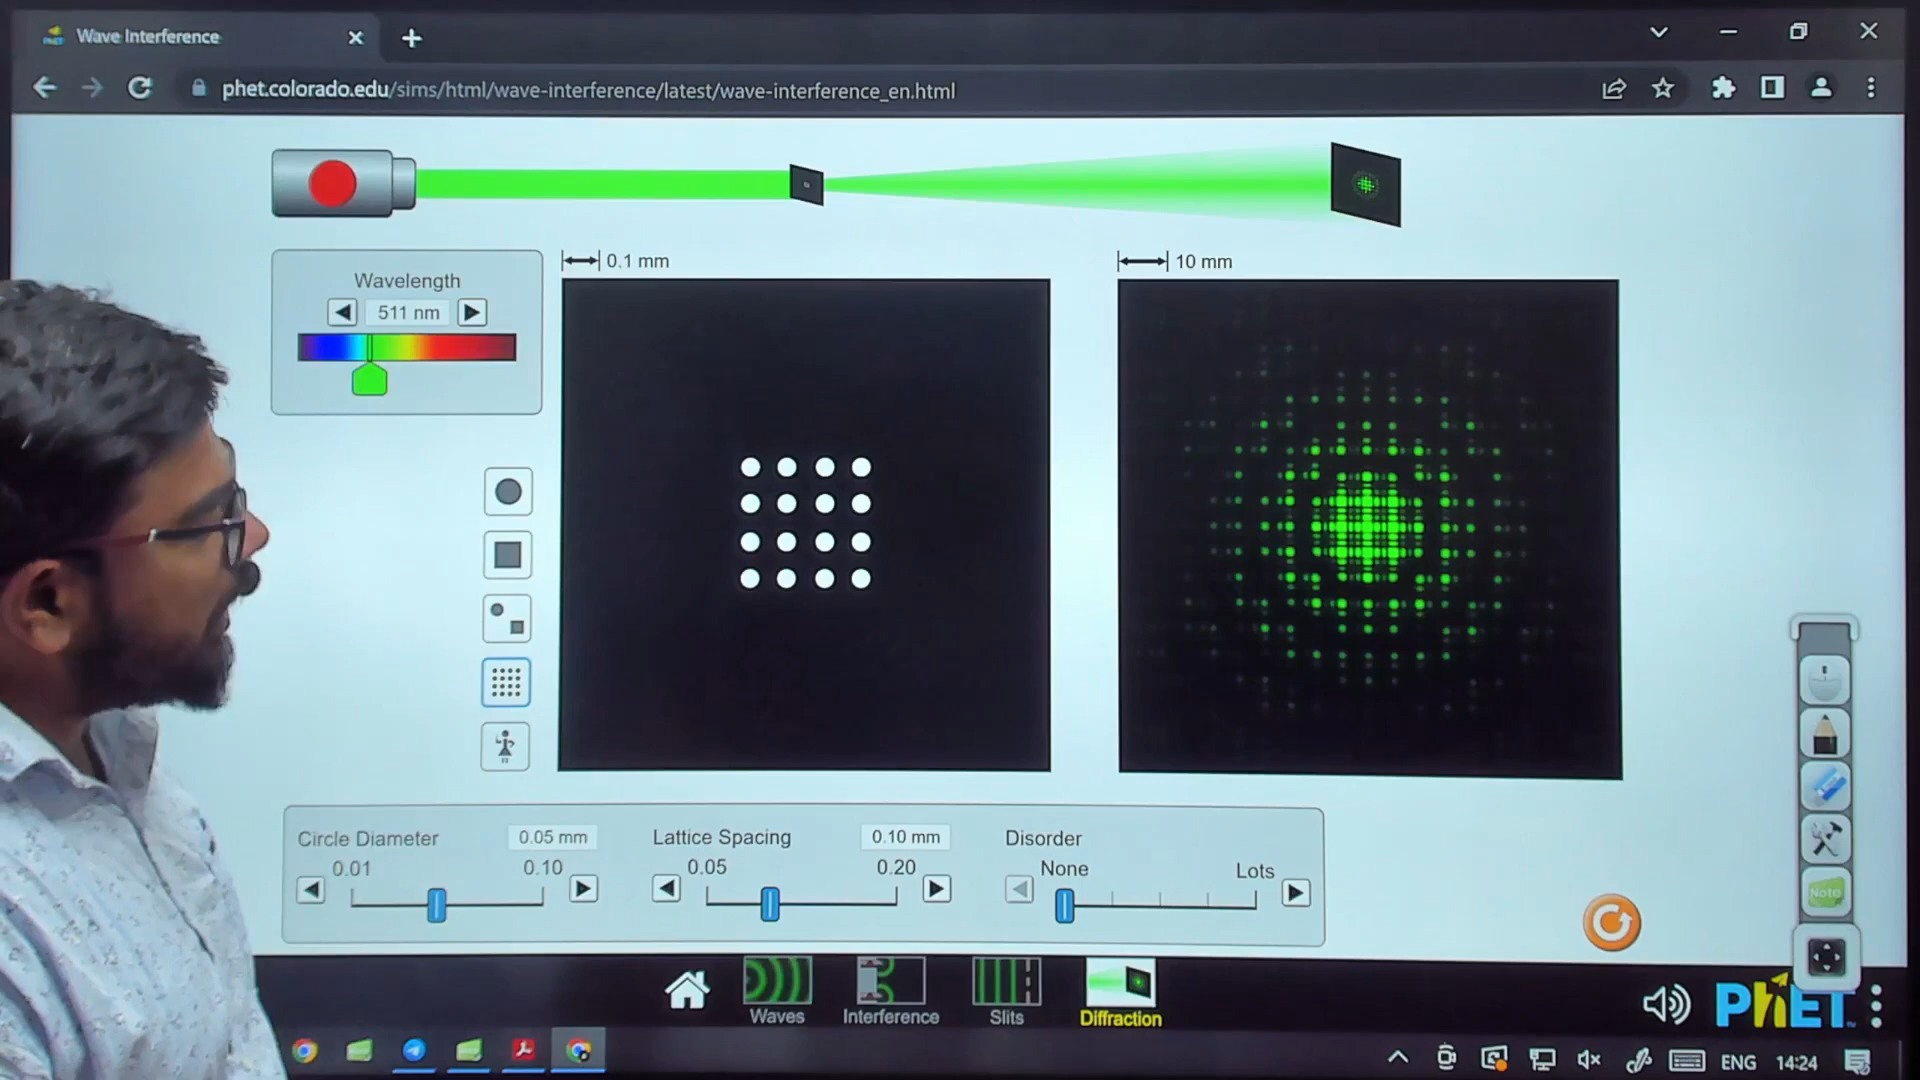 Wave Interference
phet.colorado.edu/sims/html/wave-interference/latest/wave-interference_en.html
0.1 mm
10 mm
Wavelength
511 nm
Circle Diameter
0.05 mm
0.01
0.10
Lattice Spacing
0.10 mm
0.05
0.20
Disorder
None
Lots
Note
Waves
Interference
Slits
Diffraction
PhET
ENG
14:24